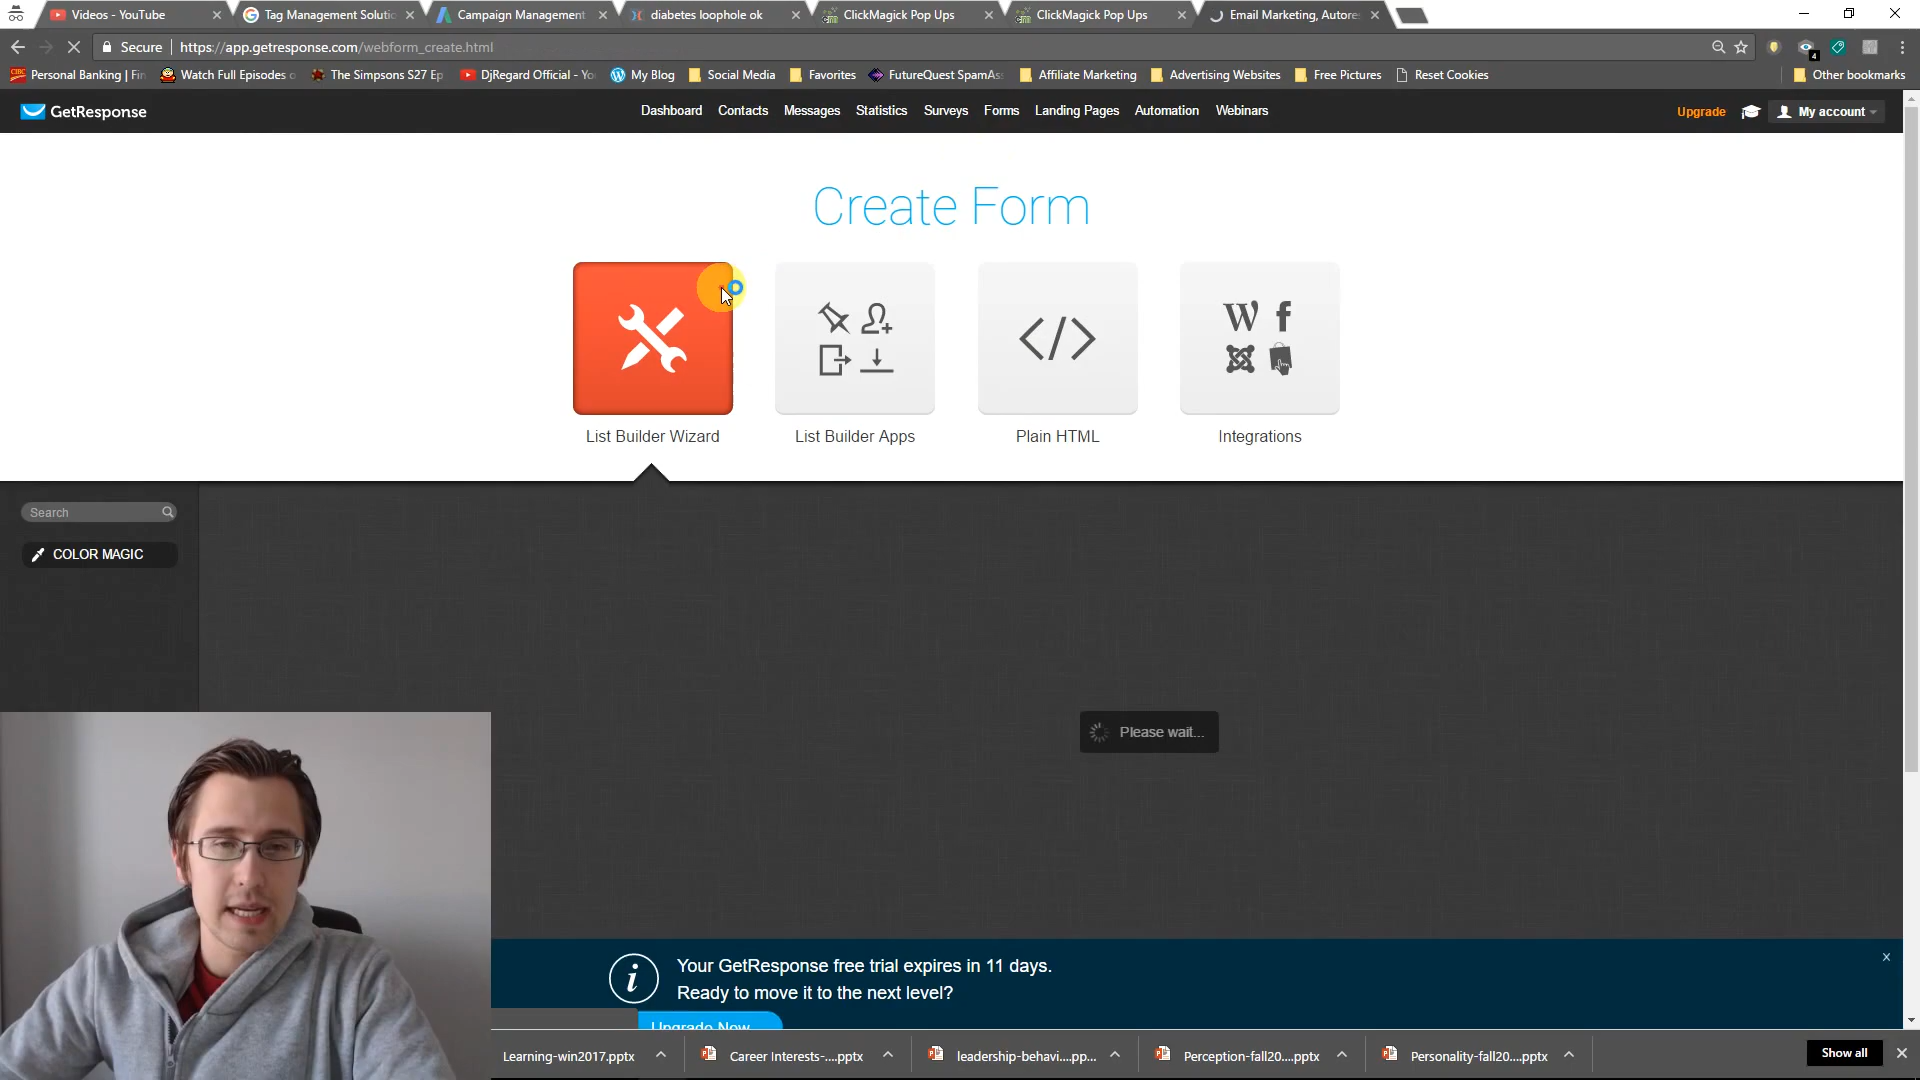 Videos - YouTube
Tag Management Solutio
Campaign Management
diabetes loophole ok
ClickMagick Pop Ups
ClickMagick Pop Ups
Email Marketing, Autores
Secure
https://app.getresponse.com/webform_create.html
Personal Banking | Fin
Watch Full Episodes o
The Simpsons S27 Ep
DjRegard Official - Yo
My Blog
Social Media
Favorites
FutureQuest SpamAs
Affiliate Marketing
Advertising Websites
Free Pictures
Reset Cookies
Other bookmarks
GetResponse
Dashboard
Contacts
Messages
Statistics
Surveys
Forms
Landing Pages
Automation
Webinars
Upgrade
My account
Create Form
List Builder Wizard
List Builder Apps
Plain HTML
Integrations
Search
COLOR MAGIC
Please wait...
Your GetResponse free trial expires in 11 days.
Ready to move it to the next level?
Upgrade Now
Learning-win2017.pptx
Career Interests-....pptx
leadership-behavi....pp...
Perception-fall20....pptx
Personality-fall20....pptx
Show all